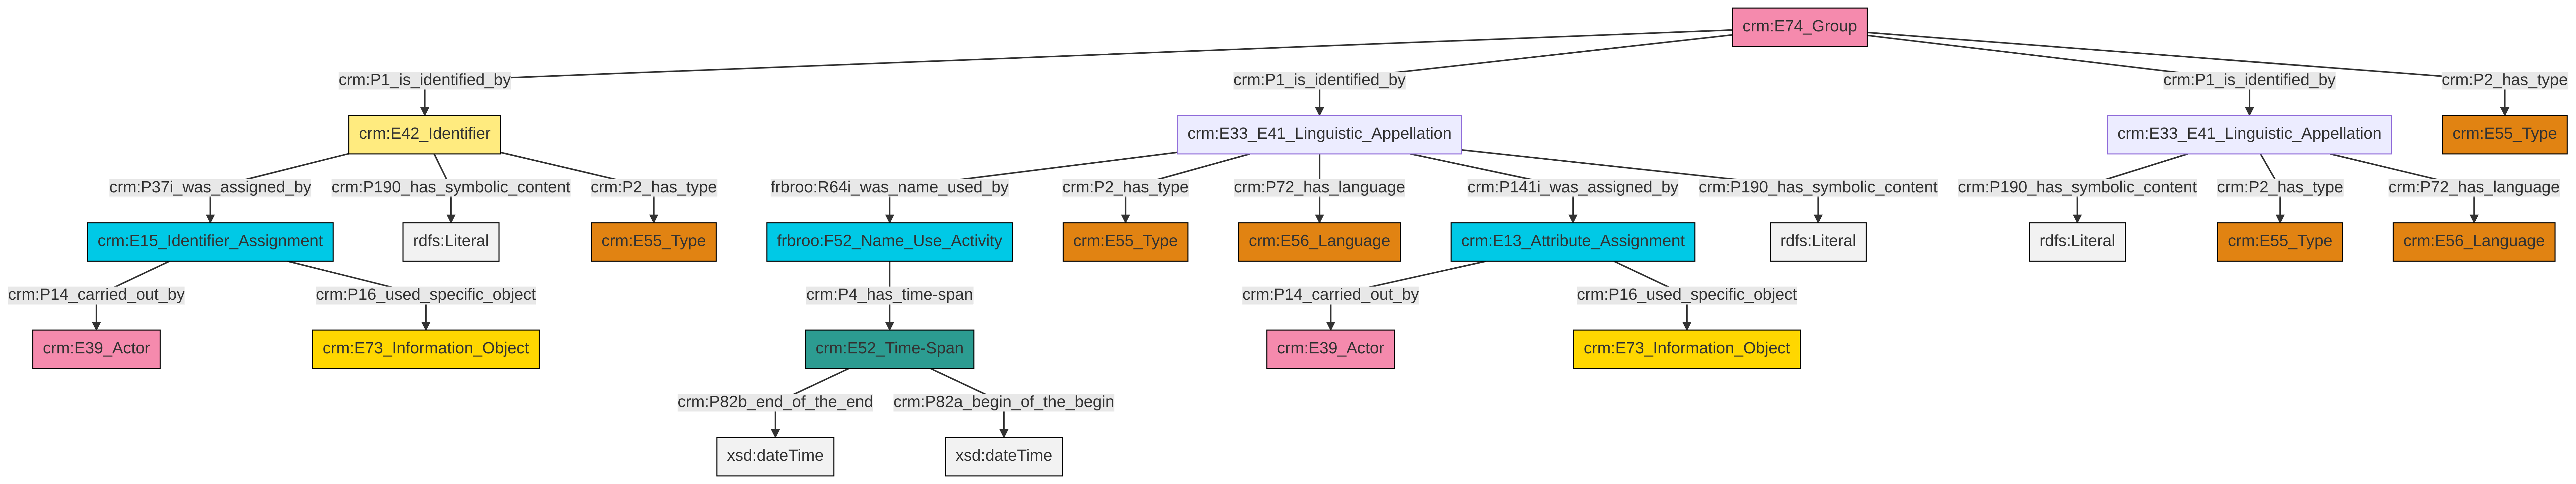 crm:E74_Group
crm:P1_is_identified_by
crm:P1_is_identified_by
crm:P1_is_identified_by
crm:P2_has_type
crm:E42_Identifier
crm:E33_E41_Linguistic_Appellation
crm:E33_E41_Linguistic_Appellation
crm:E55_Type
crm:P37i_was_assigned_by
crm:P190_has_symbolic_content
crm:P2_has_type
frbroo:R64i_was_name_used_by
crm:P2_has_type
crm:P72_has_language
crm:P141i_was_assigned_by
crm:P190_has_symbolic_content
crm:P190_has_symbolic_content
crm:P2_has_type
crm:P72_has_language
crm:E15_Identifier_Assignment
rdfs:Literal
crm:E55_Type
frbroo:F52_Name_Use_Activity
crm:E55_Type
crm:E56_Language
crm:E13_Attribute_Assignment
rdfs:Literal
rdfs:Literal
crm:E55_Type
crm:E56_Language
crm:P14_carried_out_by
crm:P16_used_specific_object
crm:P4_has_time-span
crm:P14_carried_out_by
crm:P16_used_specific_object
crm:E39_Actor
crm:E73_Information_Object
crm:E52_Time-Span
crm:E39_Actor
crm:E73_Information_Object
crm:P82b_end_of_the_end
crm:P82a_begin_of_the_begin
xsd:dateTime
xsd:dateTime